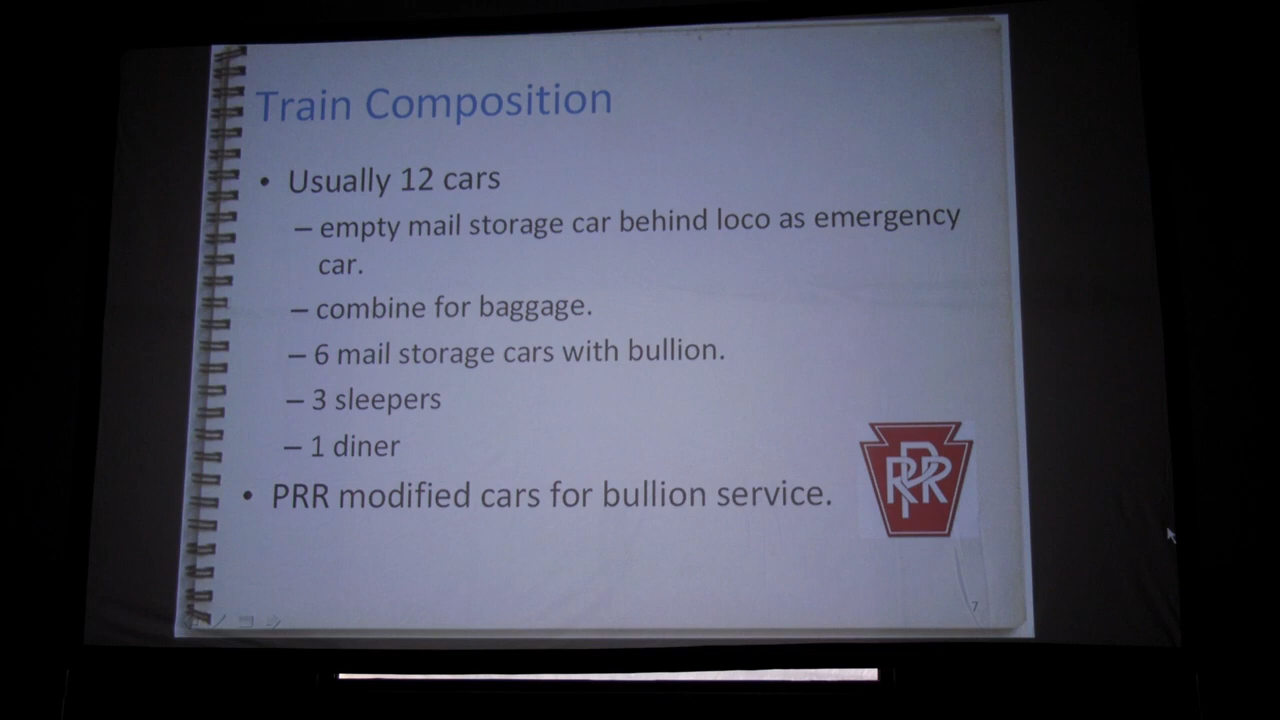 Train Composition
• Usually 12 cars
– empty mail storage car behind loco as emergency
car.
– combine for baggage.
– 6 mail storage cars with bullion.
– 3 sleepers
– 1 diner
• PRR modified cars for bullion service.
PRR
7